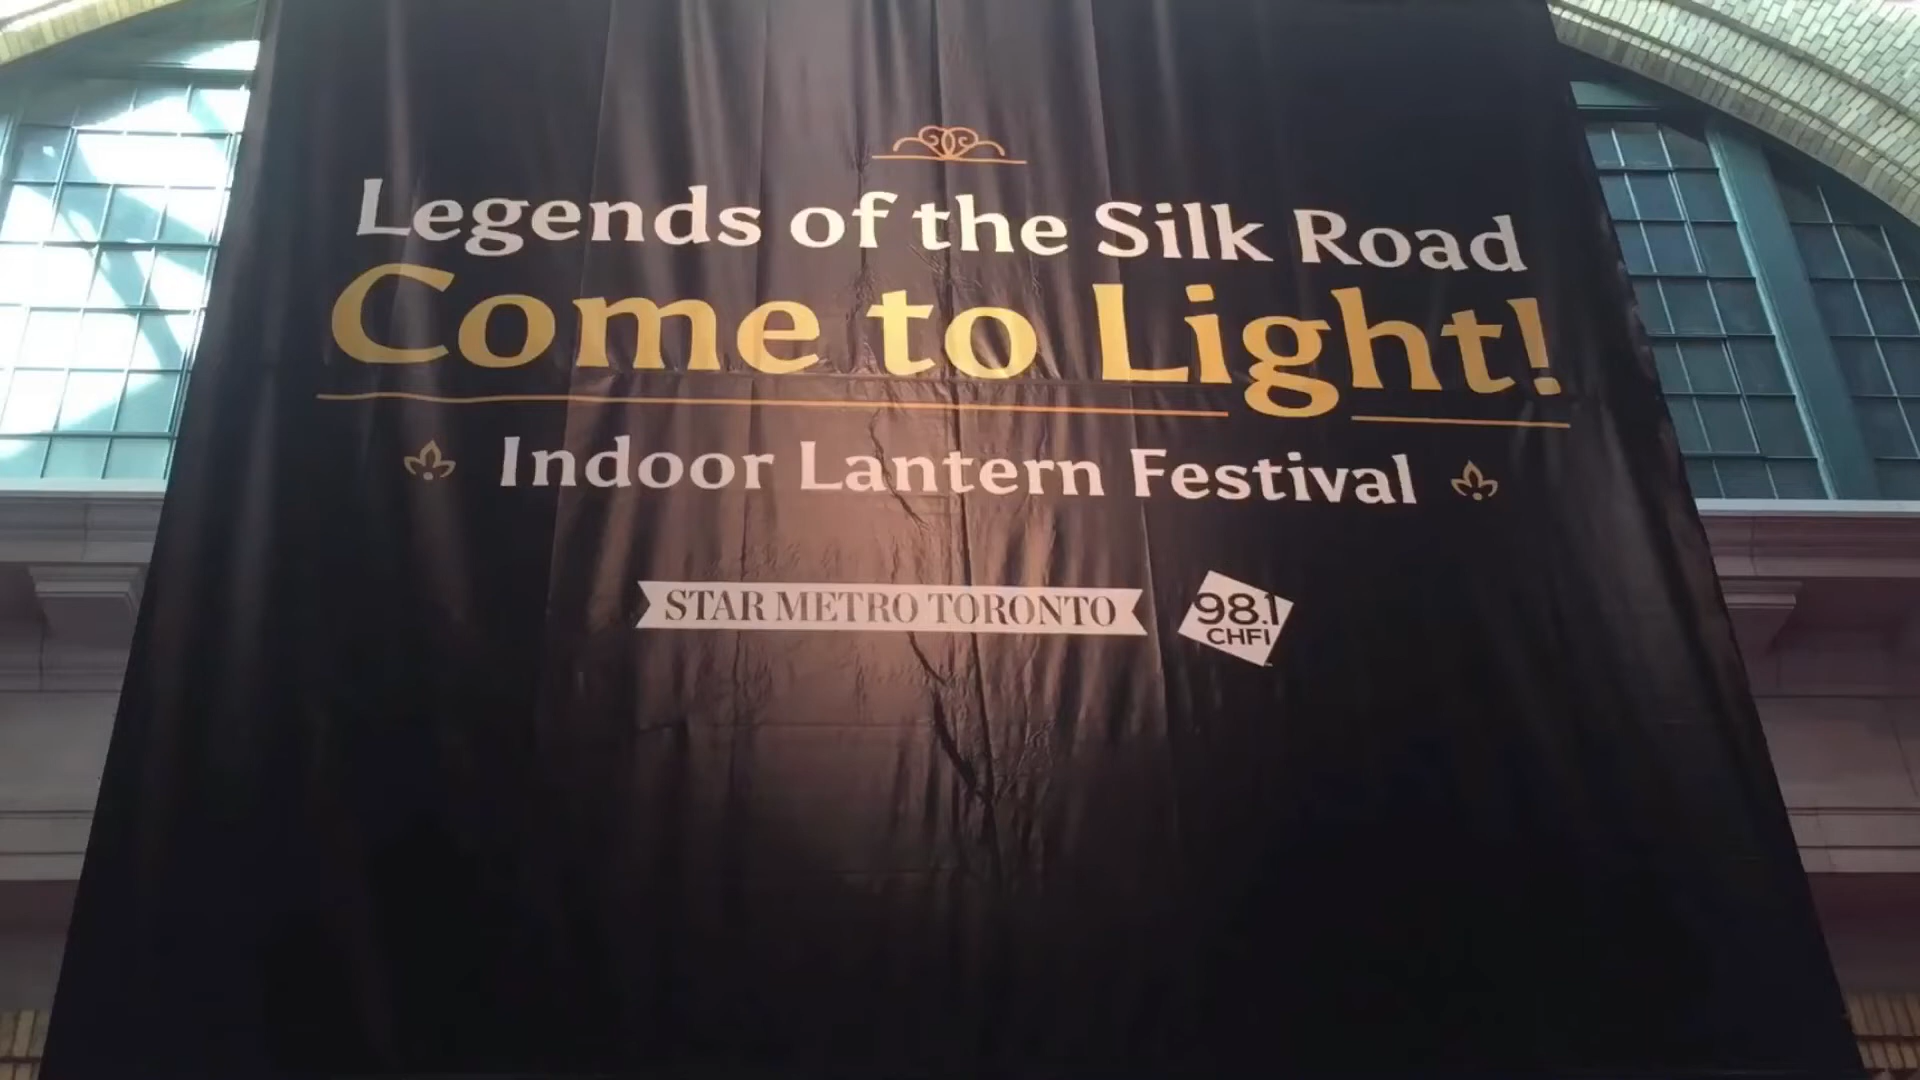 Legends of the Silk Road
Come to Light!
Indoor Lantern Festival
STAR METRO TORONTO
98.1
CHFI